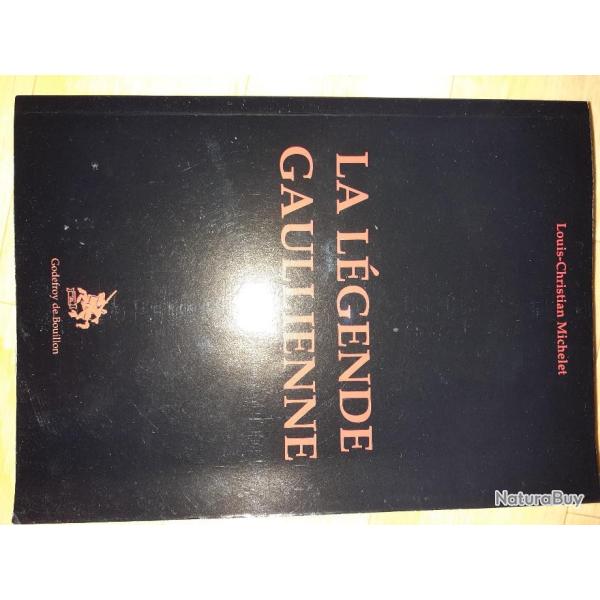 Louis-Christian Michelet
LA LÉGENDE
GAULLIENNE
Godefroy de Bouillon
NaturaBuy